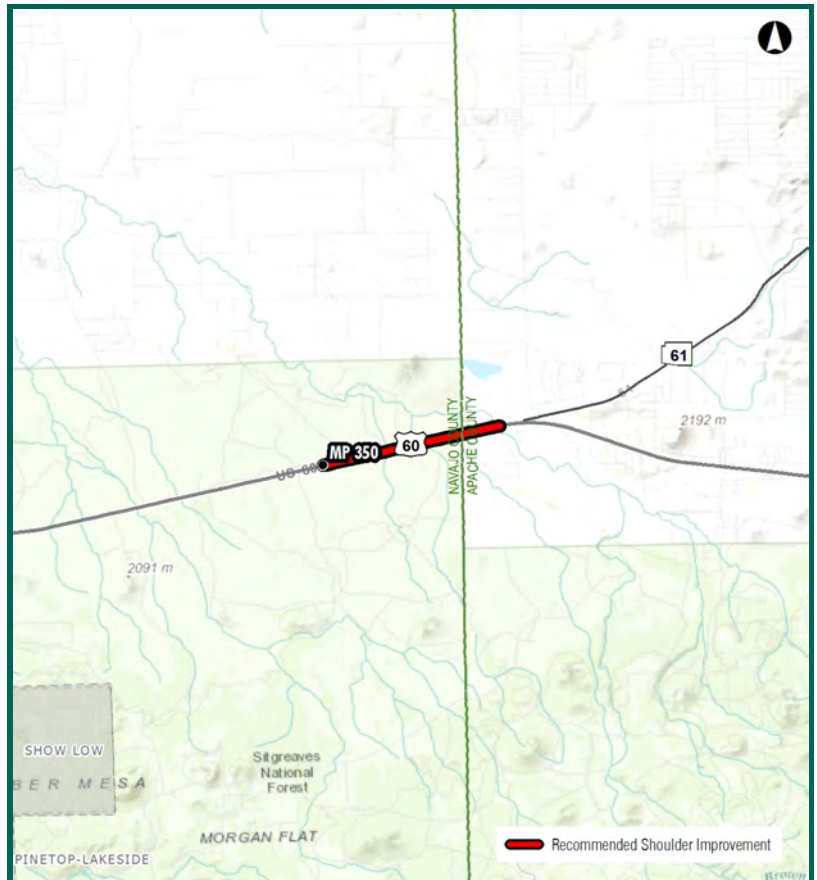 61
2192 m
NAVAJO COUNTY
APACHE COUNTY
MP 350
60
US 60
2091 m
SHOW LOW
BER MESA
Sitgreaves
National
Forest
MORGAN FLAT
PINETOP-LAKESIDE
Recommended Shoulder Improvement
Brown